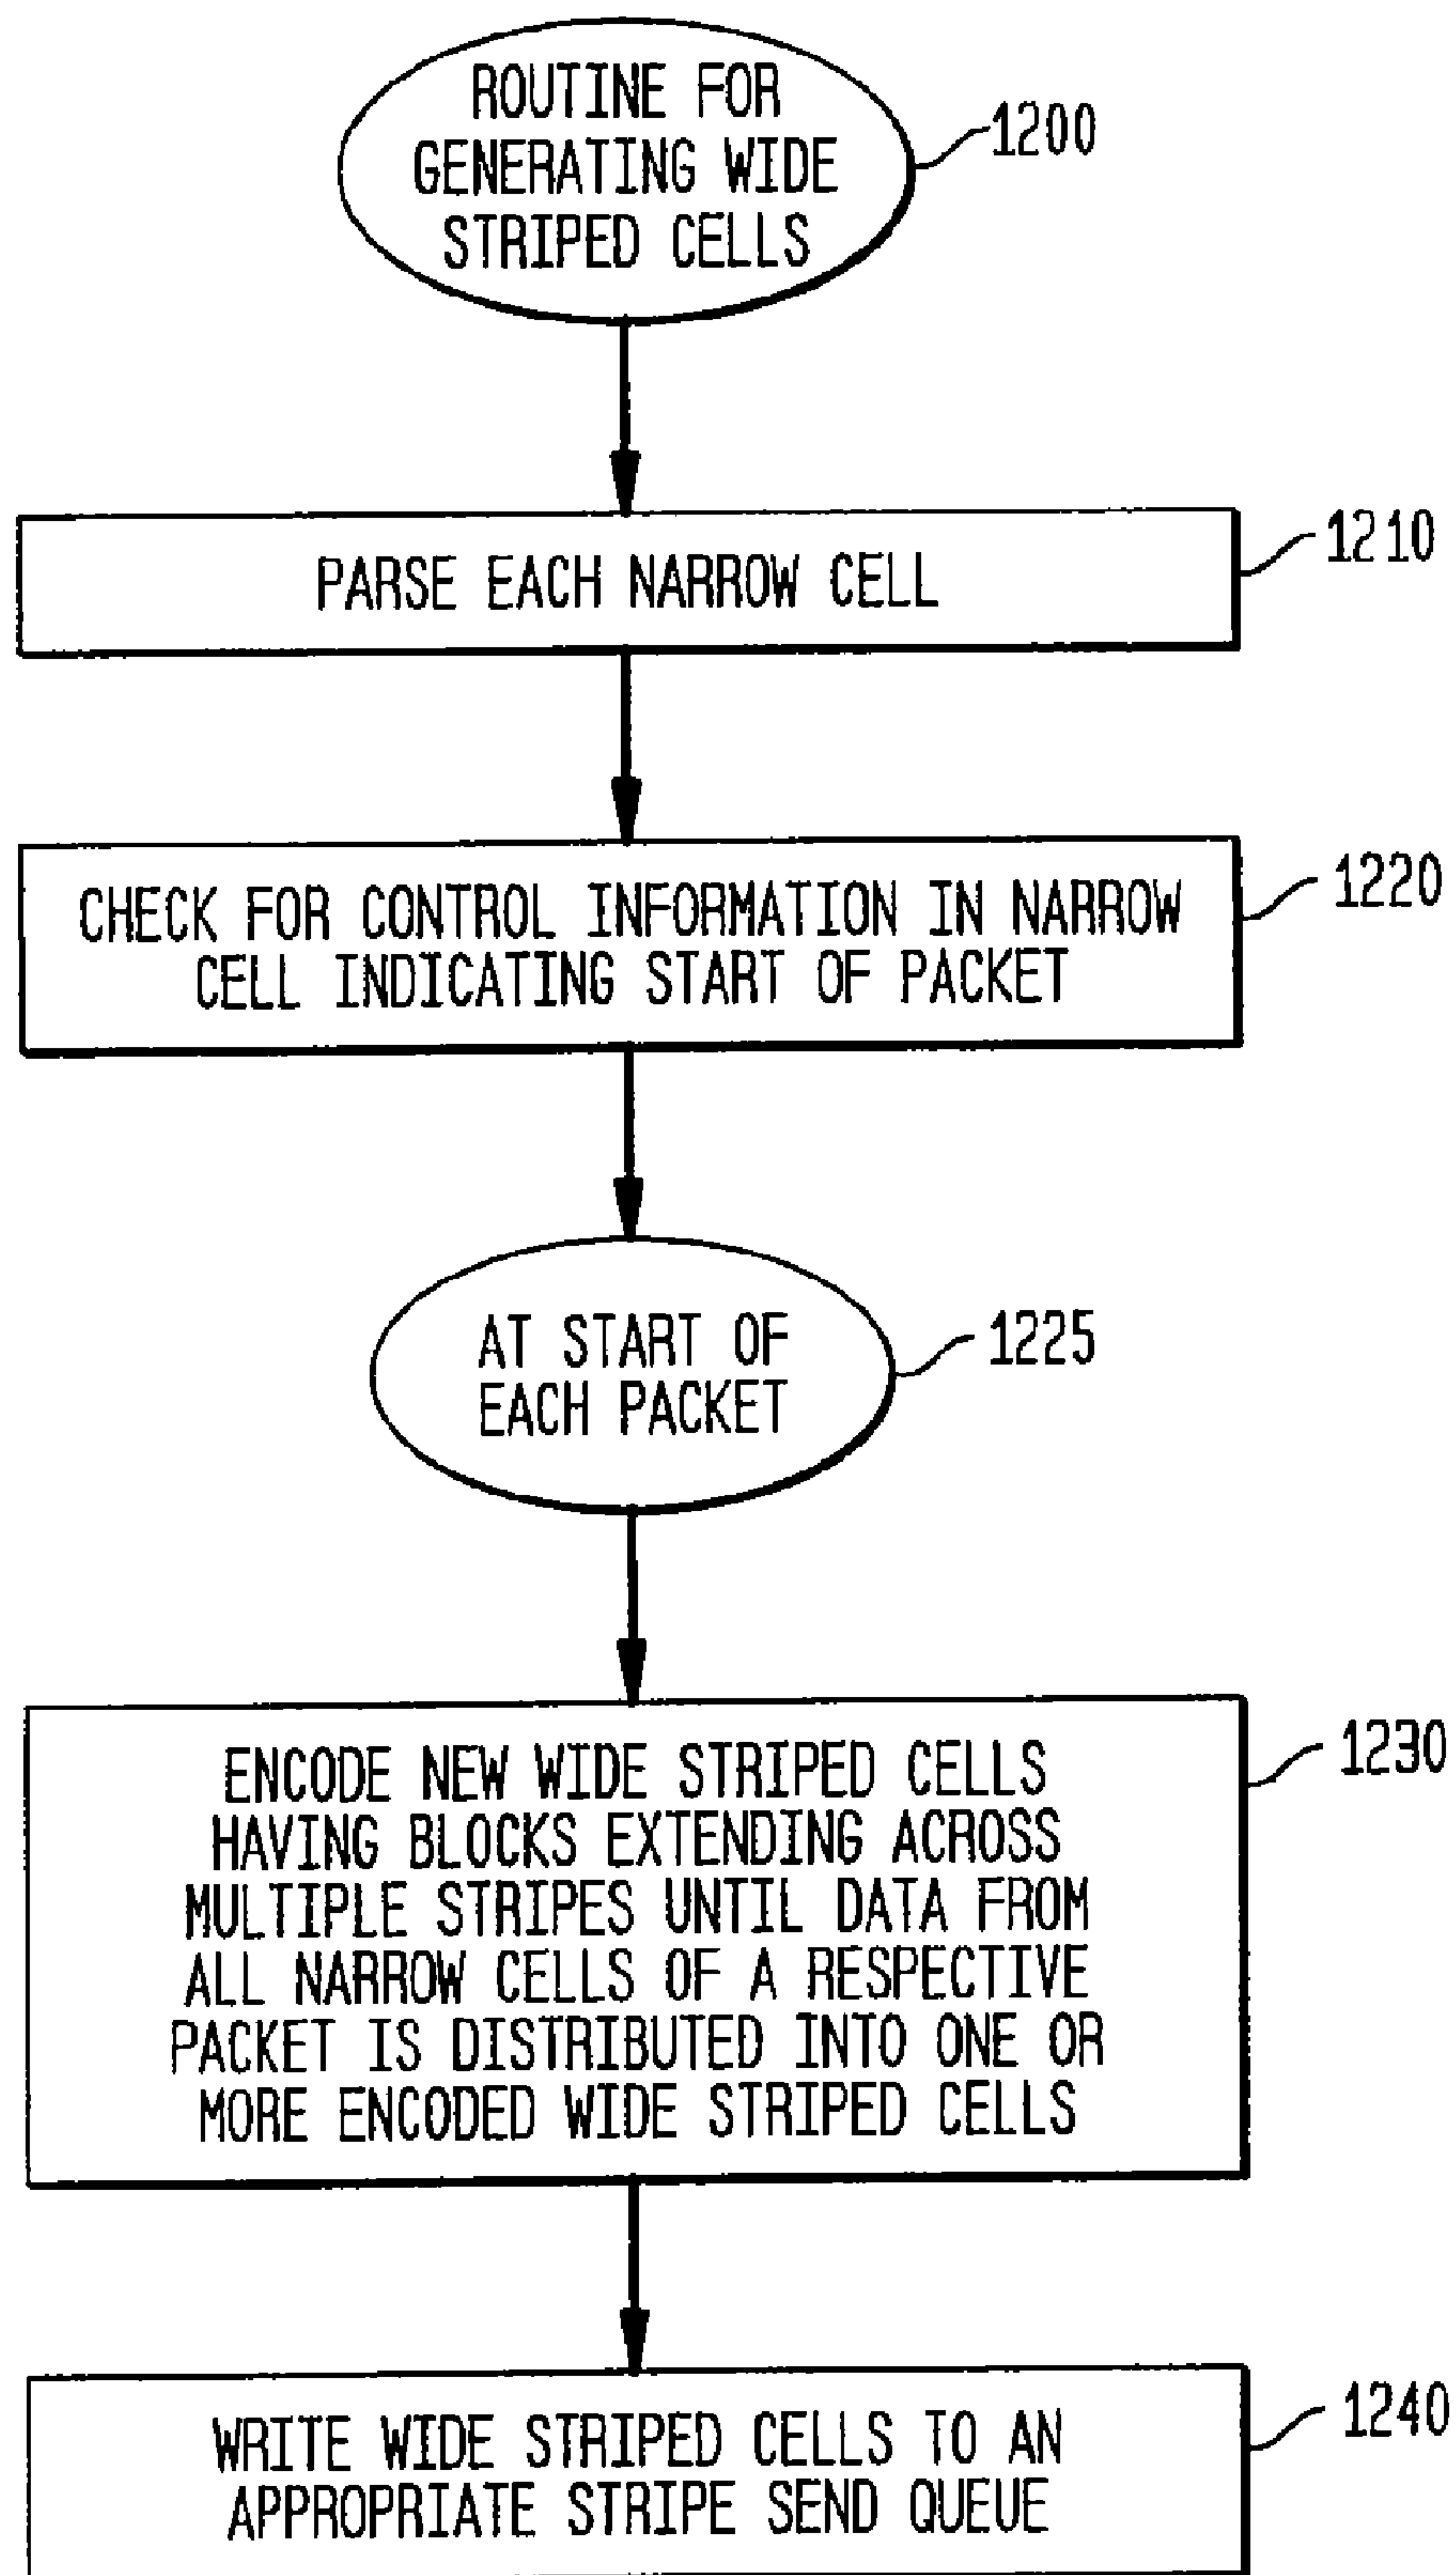 ROUTINE FOR
GENERATING WIDE
STRIPED CELLS
1200
PARSE EACH NARROW CELL
1210
CHECK FOR CONTROL INFORMATION IN NARROW
CELL INDICATING START OF PACKET
1220
AT START OF
EACH PACKET
1225
ENCODE NEW WIDE STRIPED CELLS
HAVING BLOCKS EXTENDING ACROSS
MULTIPLE STRIPES UNTIL DATA FROM
ALL NARROW CELLS OF A RESPECTIVE
PACKET IS DISTRIBUTED INTO ONE OR
MORE ENCODED WIDE STRIPED CELLS
1230
WRITE WIDE STRIPED CELLS TO AN
APPROPRIATE STRIPE SEND QUEUE
1240